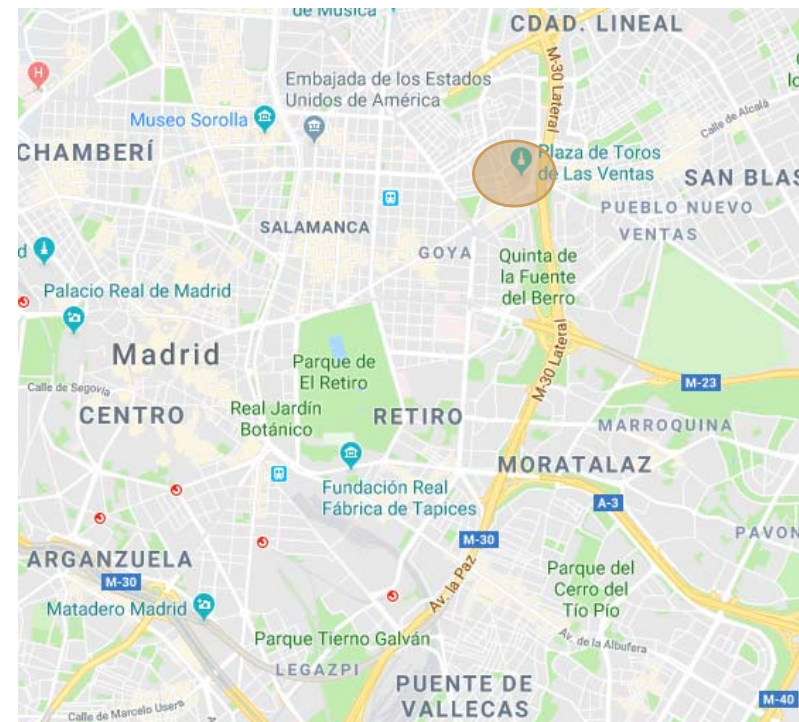 de Música
CDAD. LINEAL
M-30 Lateral
H
Embajada de los Estados
Unidos de América
Museo Sorolla
Calle de Alcalá
CHAMBERÍ
Plaza de Toros
de Las Ventas
SAN BLAS
PUEBLO NUEVO
VENTAS
SALAMANCA
GOYA
d
Quinta de
la Fuente
del Berro
Palacio Real de Madrid
M-30 Lateral
Madrid
Parque de
El Retiro
M-23
Calle de Segovia
CENTRO
Real Jardín
Botánico
RETIRO
MARROQUINA
MORATALAZ
Fundación Real
Fábrica de Tapices
A-3
M-30
PAVON
ARGANZUELA
M-30
Av. la Paz
Parque del
Cerro del
Tío Pío
Matadero Madrid
Parque Tierno Galván
Av. de la Albufera
LEGAZPI
PUENTE DE
VALLECAS
M-40
Calle de Marcelo Usera